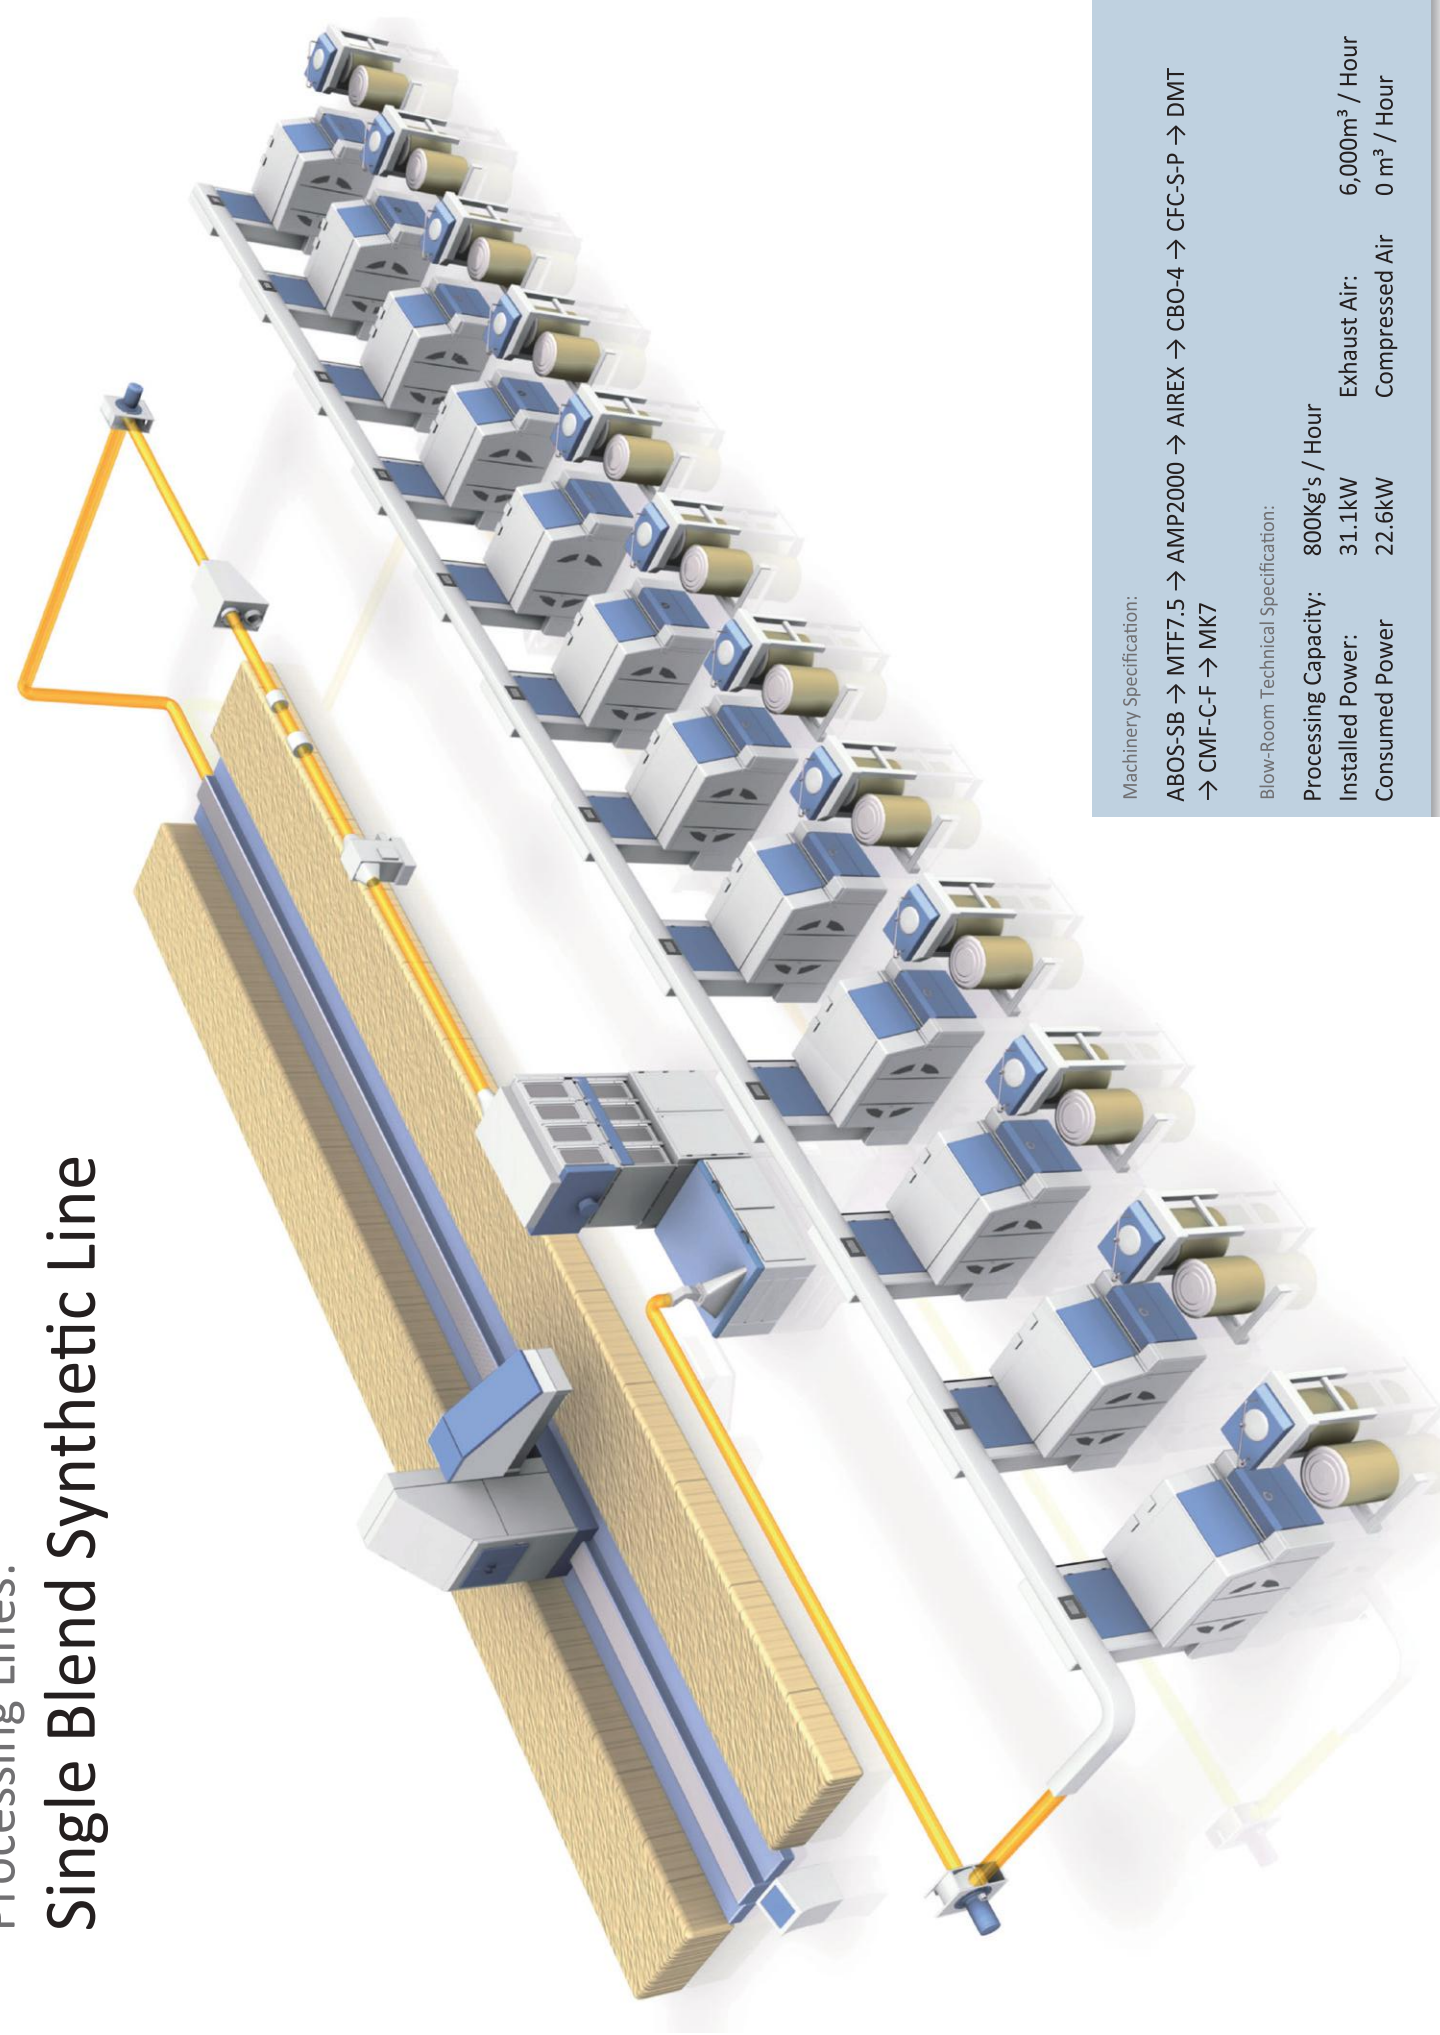 Processing Lines:
Single Blend Synthetic Line
Machinery Specification:
ABOS-SB → MTF7.5 → AMP2000 → AIREX → CBO-4 → CFC-S-P → DMT
→ CMF-C-F → MK7
Blow-Room Technical Specification:
Processing Capacity: 800Kg's / Hour
Installed Power: 31.1kW Exhaust Air: 6,000m³ / Hour
Consumed Power 22.6kW Compressed Air 0 m³ / Hour